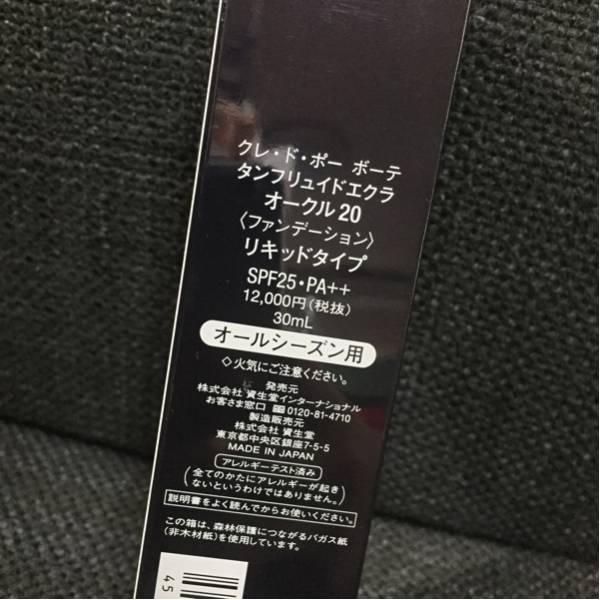 クレ・ド・ポー ボーテ
タンフリュイドエクラ
オークル20
〈ファンデーション〉
リキッドタイプ
SPF25・PA++
12,000円(税抜)
30mL
オールシーズン用
◇火気にご注意ください。
発売元
株式会社 資生堂インターナショナル
お客さま窓口 0120-81-4710
製造販売元
株式会社 資生堂
東京都中央区銀座7-5-5
MADE IN JAPAN
アレルギーテスト済み
(全てのかたにアレルギーが起き
ないというわけではありません。)
説明書をよく読んでからお使いください。
この箱は、森林保護につながるバガス紙
(非木材紙)を使用しています。
45